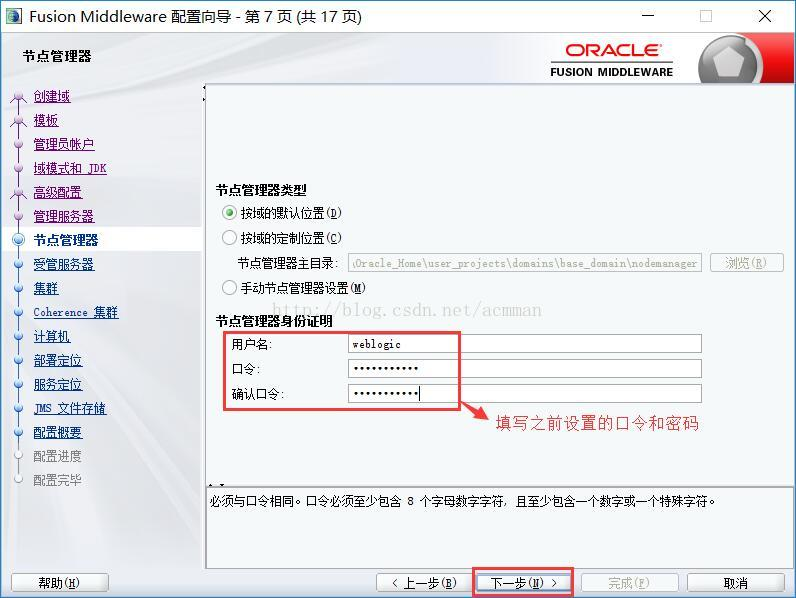 Fusion Middleware 配置向导 - 第 7 页 (共 17 页)
节点管理器
ORACLE
FUSION MIDDLEWARE
创建域
模板
管理员帐户
域模式和 JDK
高级配置
管理服务器
节点管理器
受管服务器
集群
Coherence 集群
计算机
部署定位
服务定位
JMS 文件存储
配置概要
配置进度
配置完毕
节点管理器类型
按域的默认位置(D)
按域的定制位置(C)
节点管理器主目录: \Oracle_Home\user_projects\domains\base_domain\nodemanager 浏览(R)
手动节点管理器设置(M)
http://blog.csdn.net/acmman
节点管理器身份证明
用户名: weblogic
口令: •••••••••••
确认口令: •••••••••••
填写之前设置的口令和密码
必须与口令相同。口令必须至少包含 8 个字母数字字符, 且至少包含一个数字或一个特殊字符。
帮助(H) < 上一步(B) 下一步(N) > 完成(F) 取消